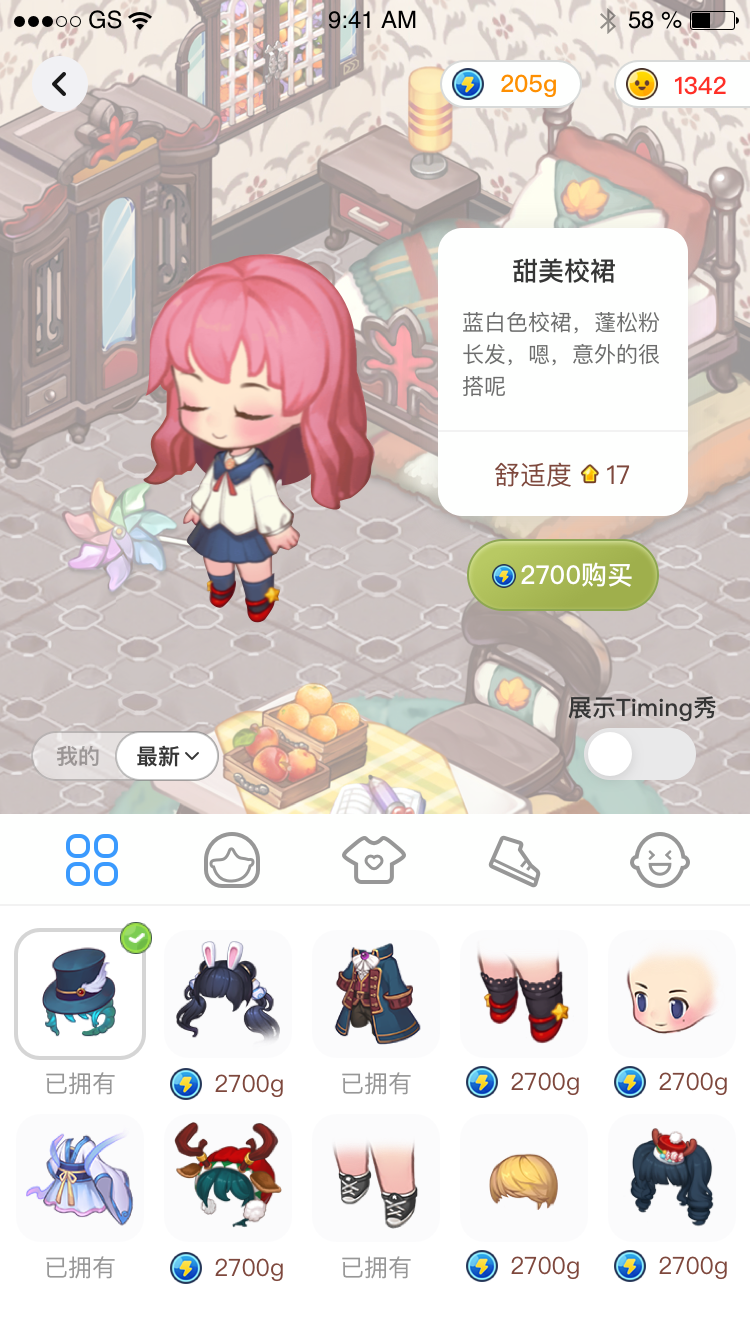 GS
9:41 AM
58 %
205g
1342
甜美校裙
蓝白色校裙，蓬松粉
长发，嗯，意外的很
搭呢
舒适度 17
2700购买
展示Timing秀
我的 最新
已拥有 2700g 已拥有 2700g 2700g
已拥有 2700g 已拥有 2700g 2700g